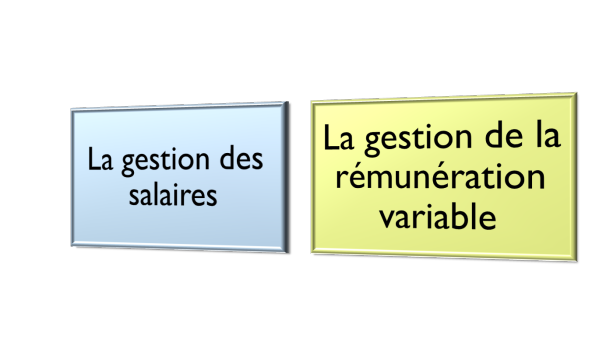 La gestion des
salaires
La gestion de la
rémunération
variable